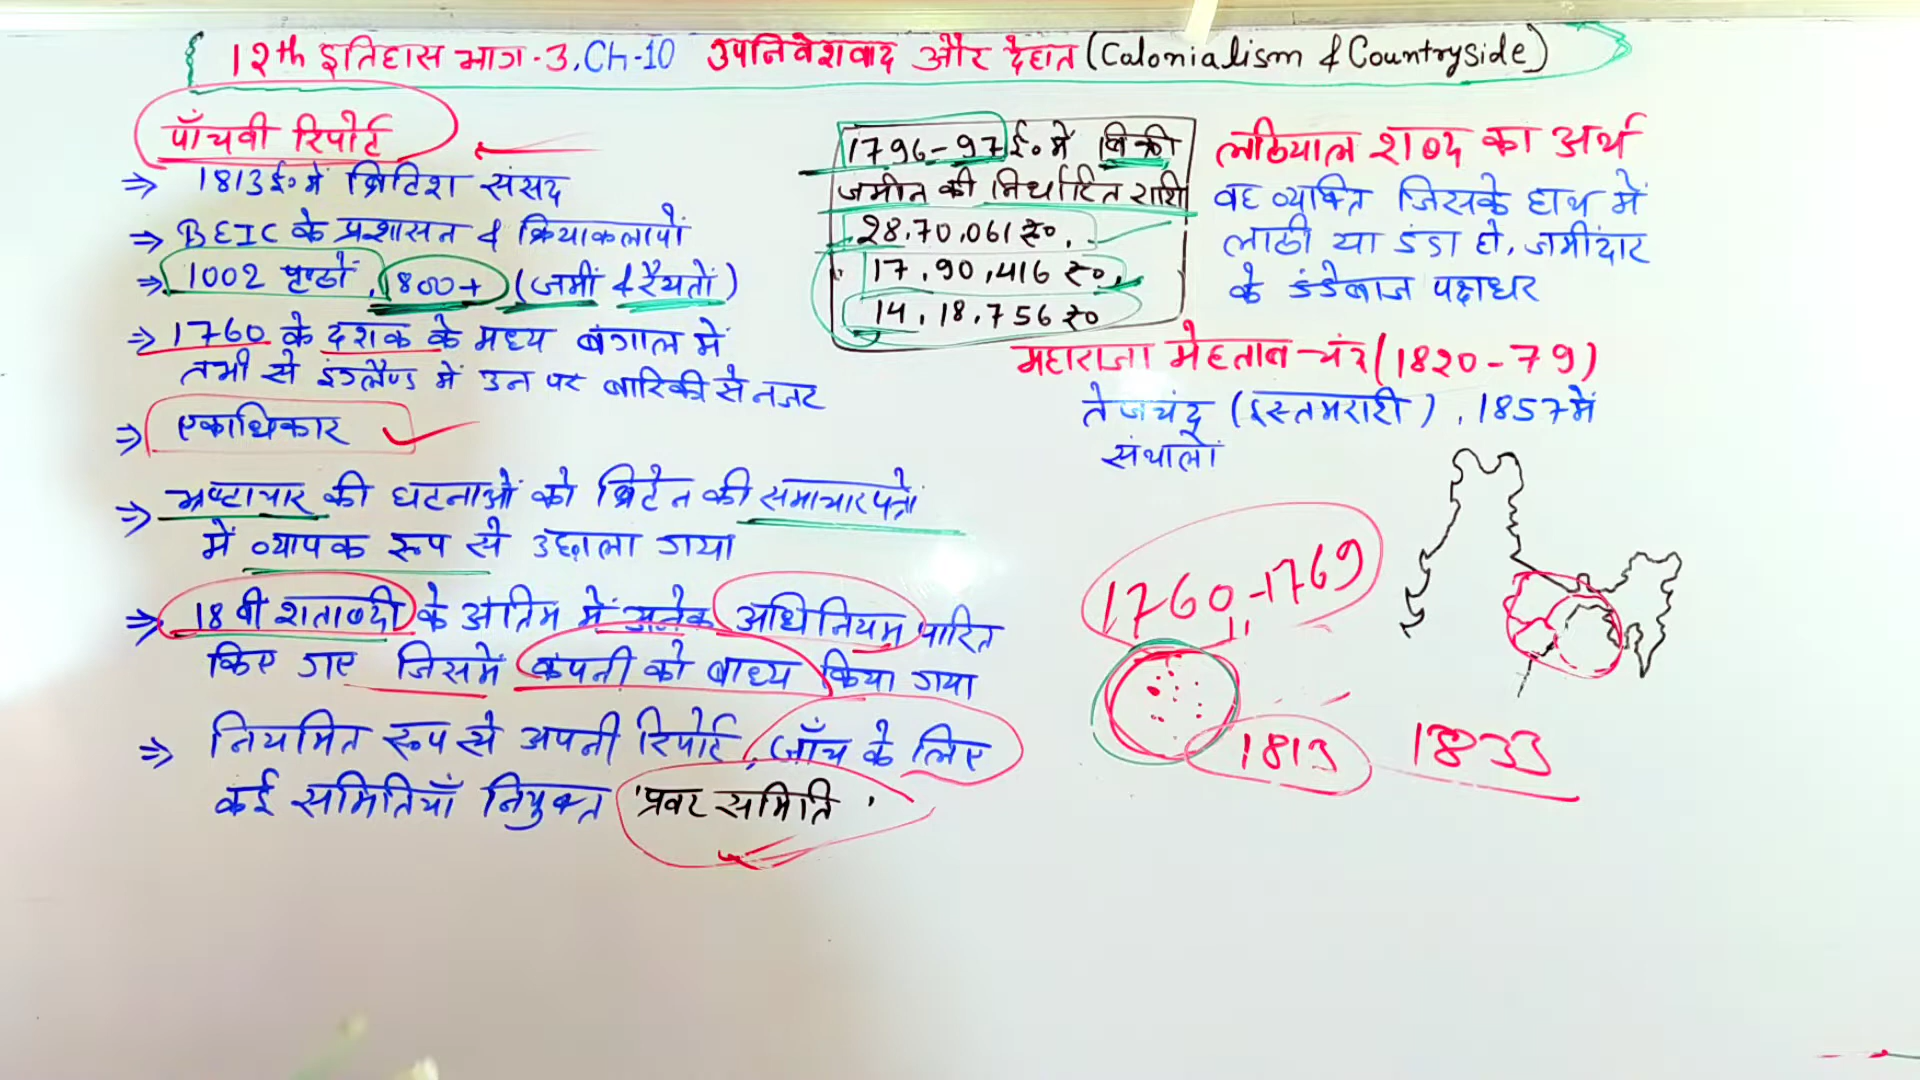 12th इतिहास भाग-3, Ch-10 उपनिवेशवाद और देहात (Colonialism & Countryside)
पाँचवी रिपोर्ट
⇒ 1813ई॰ में ब्रिटिश संसद
⇒ BEIC के प्रशासन & क्रियाकलापों
⇒ 1002 पृष्ठों, 800+ (जमीं & रैयतों)
⇒ 1760 के दशक के मध्य बंगाल में
तभी से इंग्लैण्ड में उन पर बारिकी से नजर
⇒ एकाधिकार
⇒ भ्रष्टाचार की घटनाओं को ब्रिटेन की समाचारपत्रों
में व्यापक रूप से उछाला गया
⇒ 18 वी शताब्दी के अंतिम में अनेक अधिनियम पारित
किए गए जिसमें कंपनी को बाध्य किया गया
⇒ नियमित रूप से अपनी रिपोर्ट, जाँच के लिए
कई समितियाँ नियुक्त 'प्रवर समिति'
1796-97 ई॰ में बिक्री
जमीन की निर्धारित राशि
28,70,061 रु०,
17,90,416 रु०,
14,18,756 रु०
लठियाल शब्द का अर्थ
वह व्यक्ति जिसके हाथ में
लाठी या डंडा हो, जमींदार
के डंडेबाज पक्षधर
महाराजा मेहताब चंद (1820-79)
तेजचंद (इस्तमरारी), 1857 में
संथालों
1760-1769
1813 1833